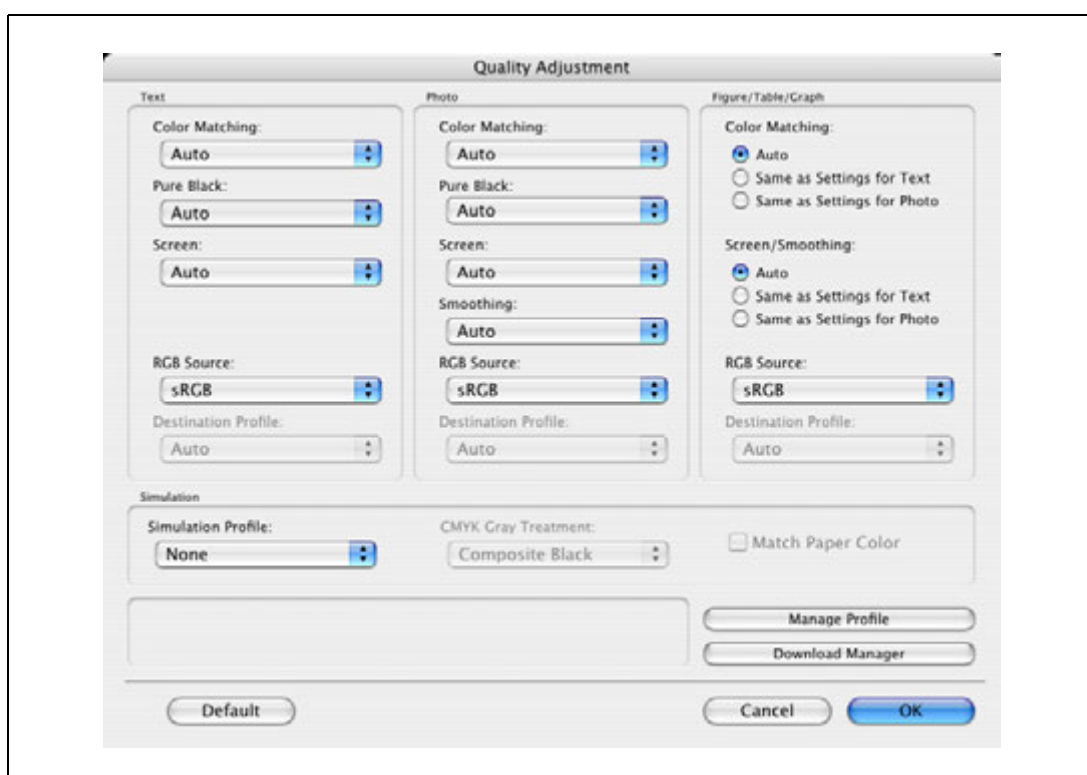 Quality Adjustment
Text
Color Matching:
Auto
Pure Black:
Auto
Screen:
Auto
RGB Source:
sRGB
Destination Profile:
Auto
Photo
Color Matching:
Auto
Pure Black:
Auto
Screen:
Auto
Smoothing:
Auto
RGB Source:
sRGB
Destination Profile:
Auto
Figure/Table/Graph
Color Matching:
Auto
Same as Settings for Text
Same as Settings for Photo
Screen/Smoothing:
Auto
Same as Settings for Text
Same as Settings for Photo
RGB Source:
sRGB
Destination Profile:
Auto
Simulation
Simulation Profile:
None
CMYK Gray Treatment:
Composite Black
Match Paper Color
Manage Profile
Download Manager
Default
Cancel
OK